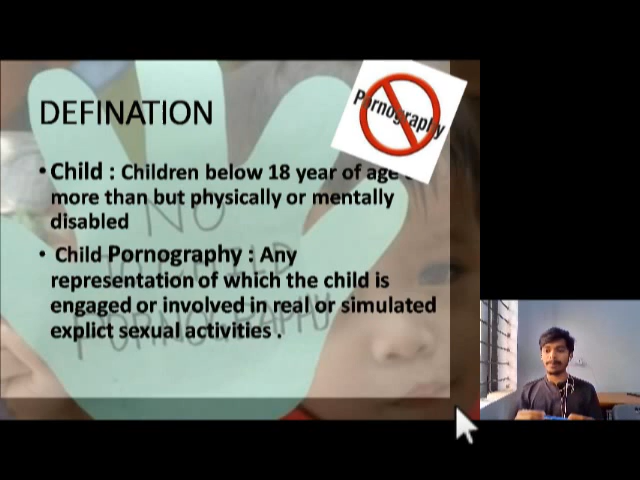 DEFINATION
Pornography
• Child : Children below 18 year of age
more than but physically or mentally
disabled
• Child Pornography : Any
representation of which the child is
engaged or involved in real or simulated
explict sexual activities .
NO
CHILD
PORNOGRAPHY